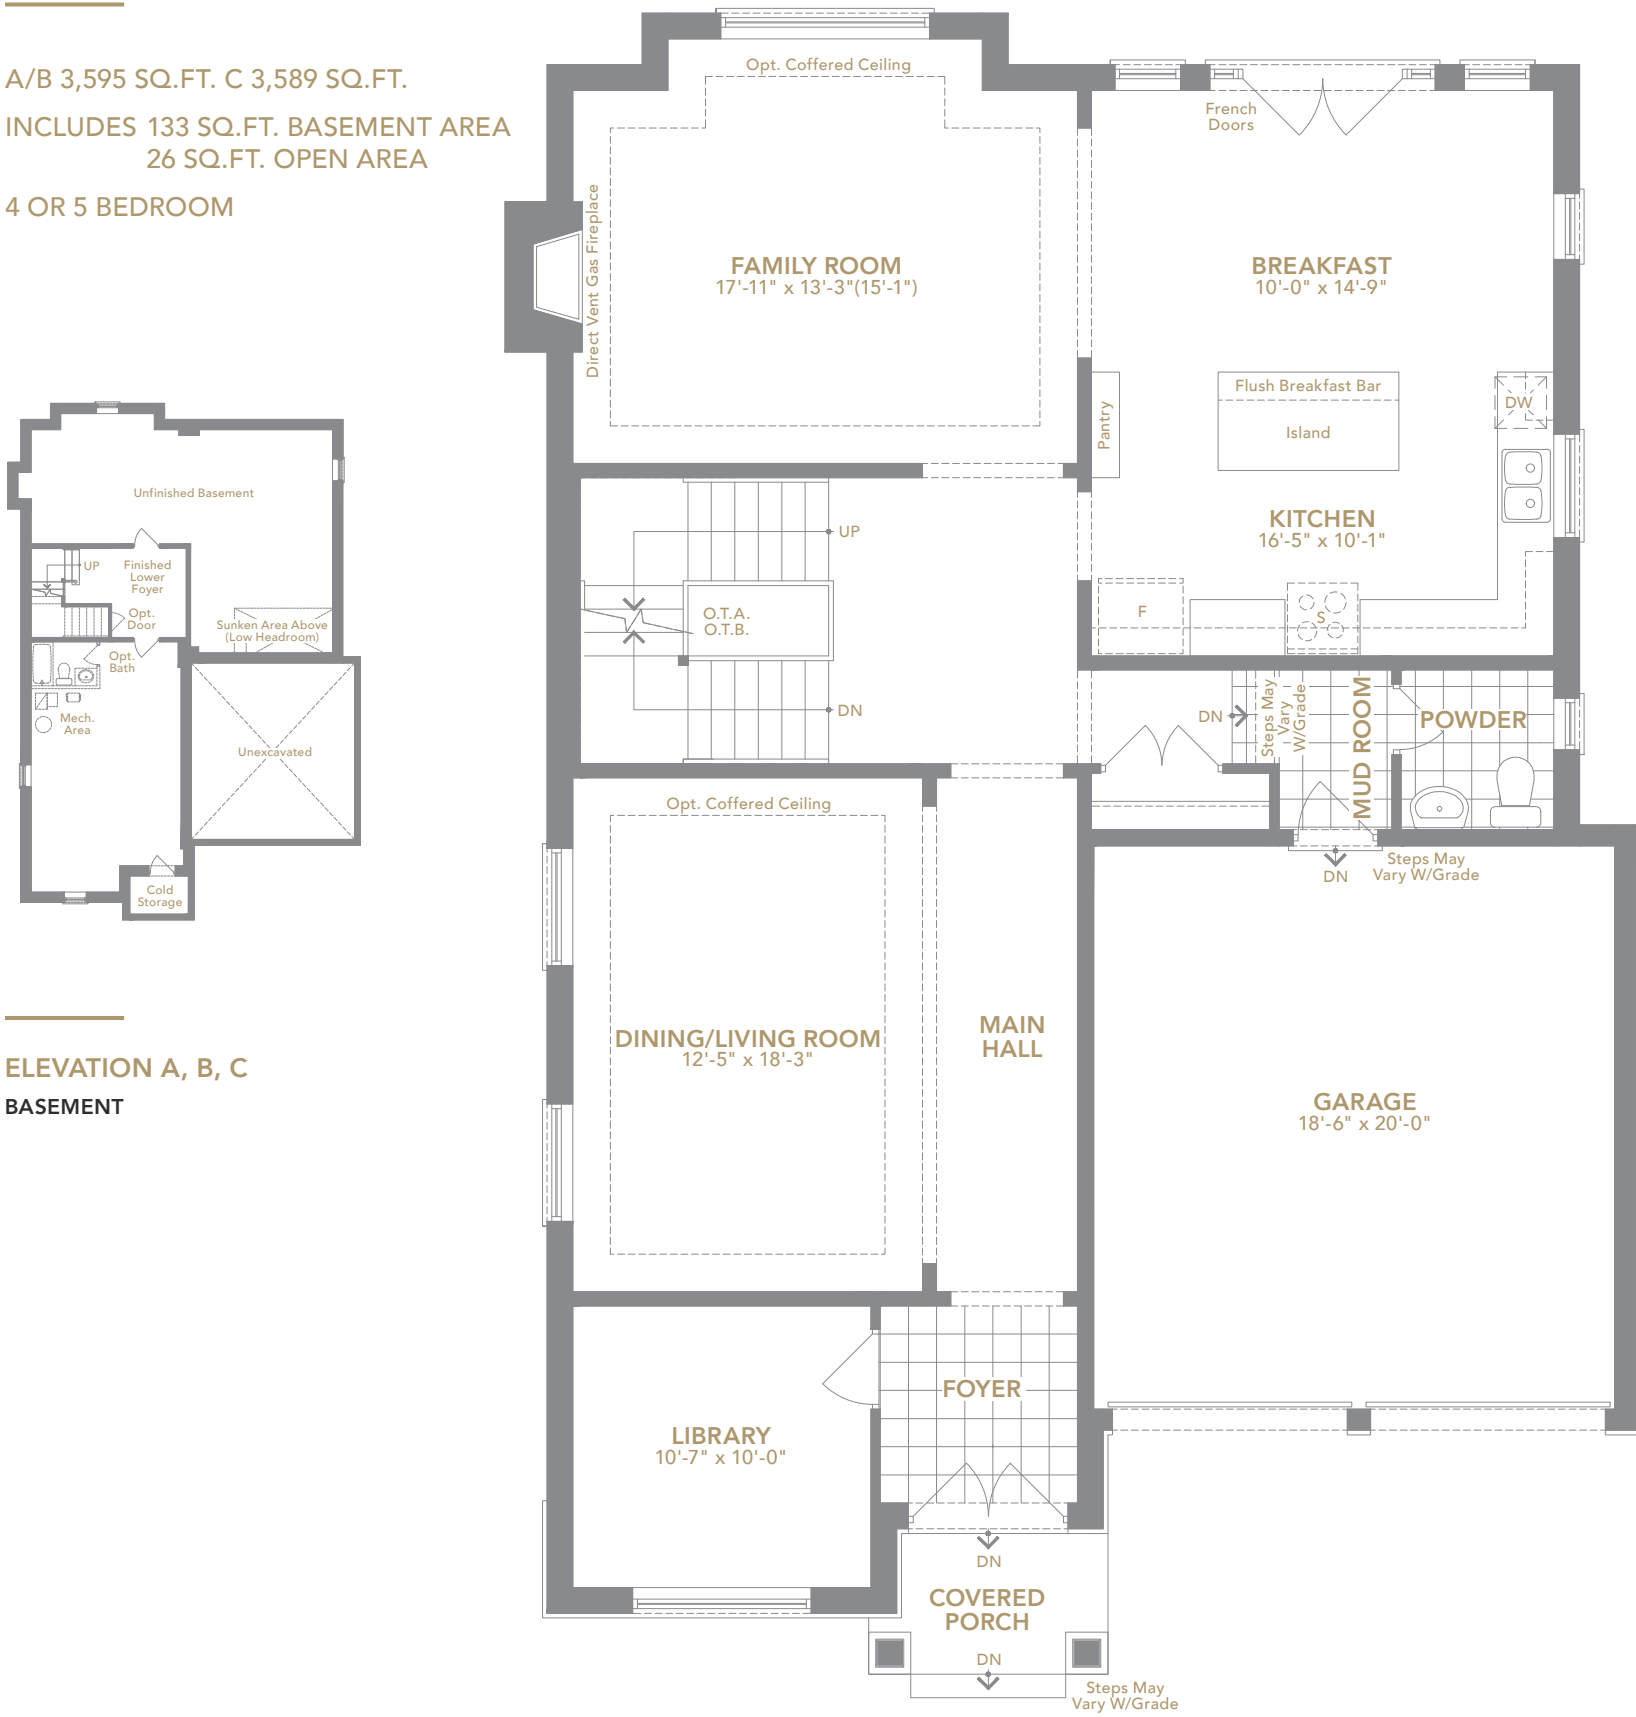 A/B 3,595 SQ.FT. C 3,589 SQ.FT.
INCLUDES 133 SQ.FT. BASEMENT AREA
26 SQ.FT. OPEN AREA
4 OR 5 BEDROOM
Unfinished Basement
UP
Finished
Lower
Foyer
Opt.
Door
Sunken Area Above
(Low Headroom)
Opt.
Bath
Mech.
Area
Unexcavated
Cold
Storage
ELEVATION A, B, C
BASEMENT
Opt. Coffered Ceiling
French
Doors
Direct Vent Gas Fireplace
FAMILY ROOM
17'-11" x 13'-3"(15'-1")
BREAKFAST
10'-0" x 14'-9"
Pantry
Flush Breakfast Bar
Island
DW
KITCHEN
16'-5" x 10'-1"
UP
O.T.A.
O.T.B.
F
S
DN
DN
Steps May
Vary
W/Grade
MUD ROOM
POWDER
Opt. Coffered Ceiling
DN
Steps May
Vary W/Grade
DINING/LIVING ROOM
12'-5" x 18'-3"
MAIN
HALL
GARAGE
18'-6" x 20'-0"
FOYER
LIBRARY
10'-7" x 10'-0"
DN
COVERED
PORCH
DN
Steps May
Vary W/Grade